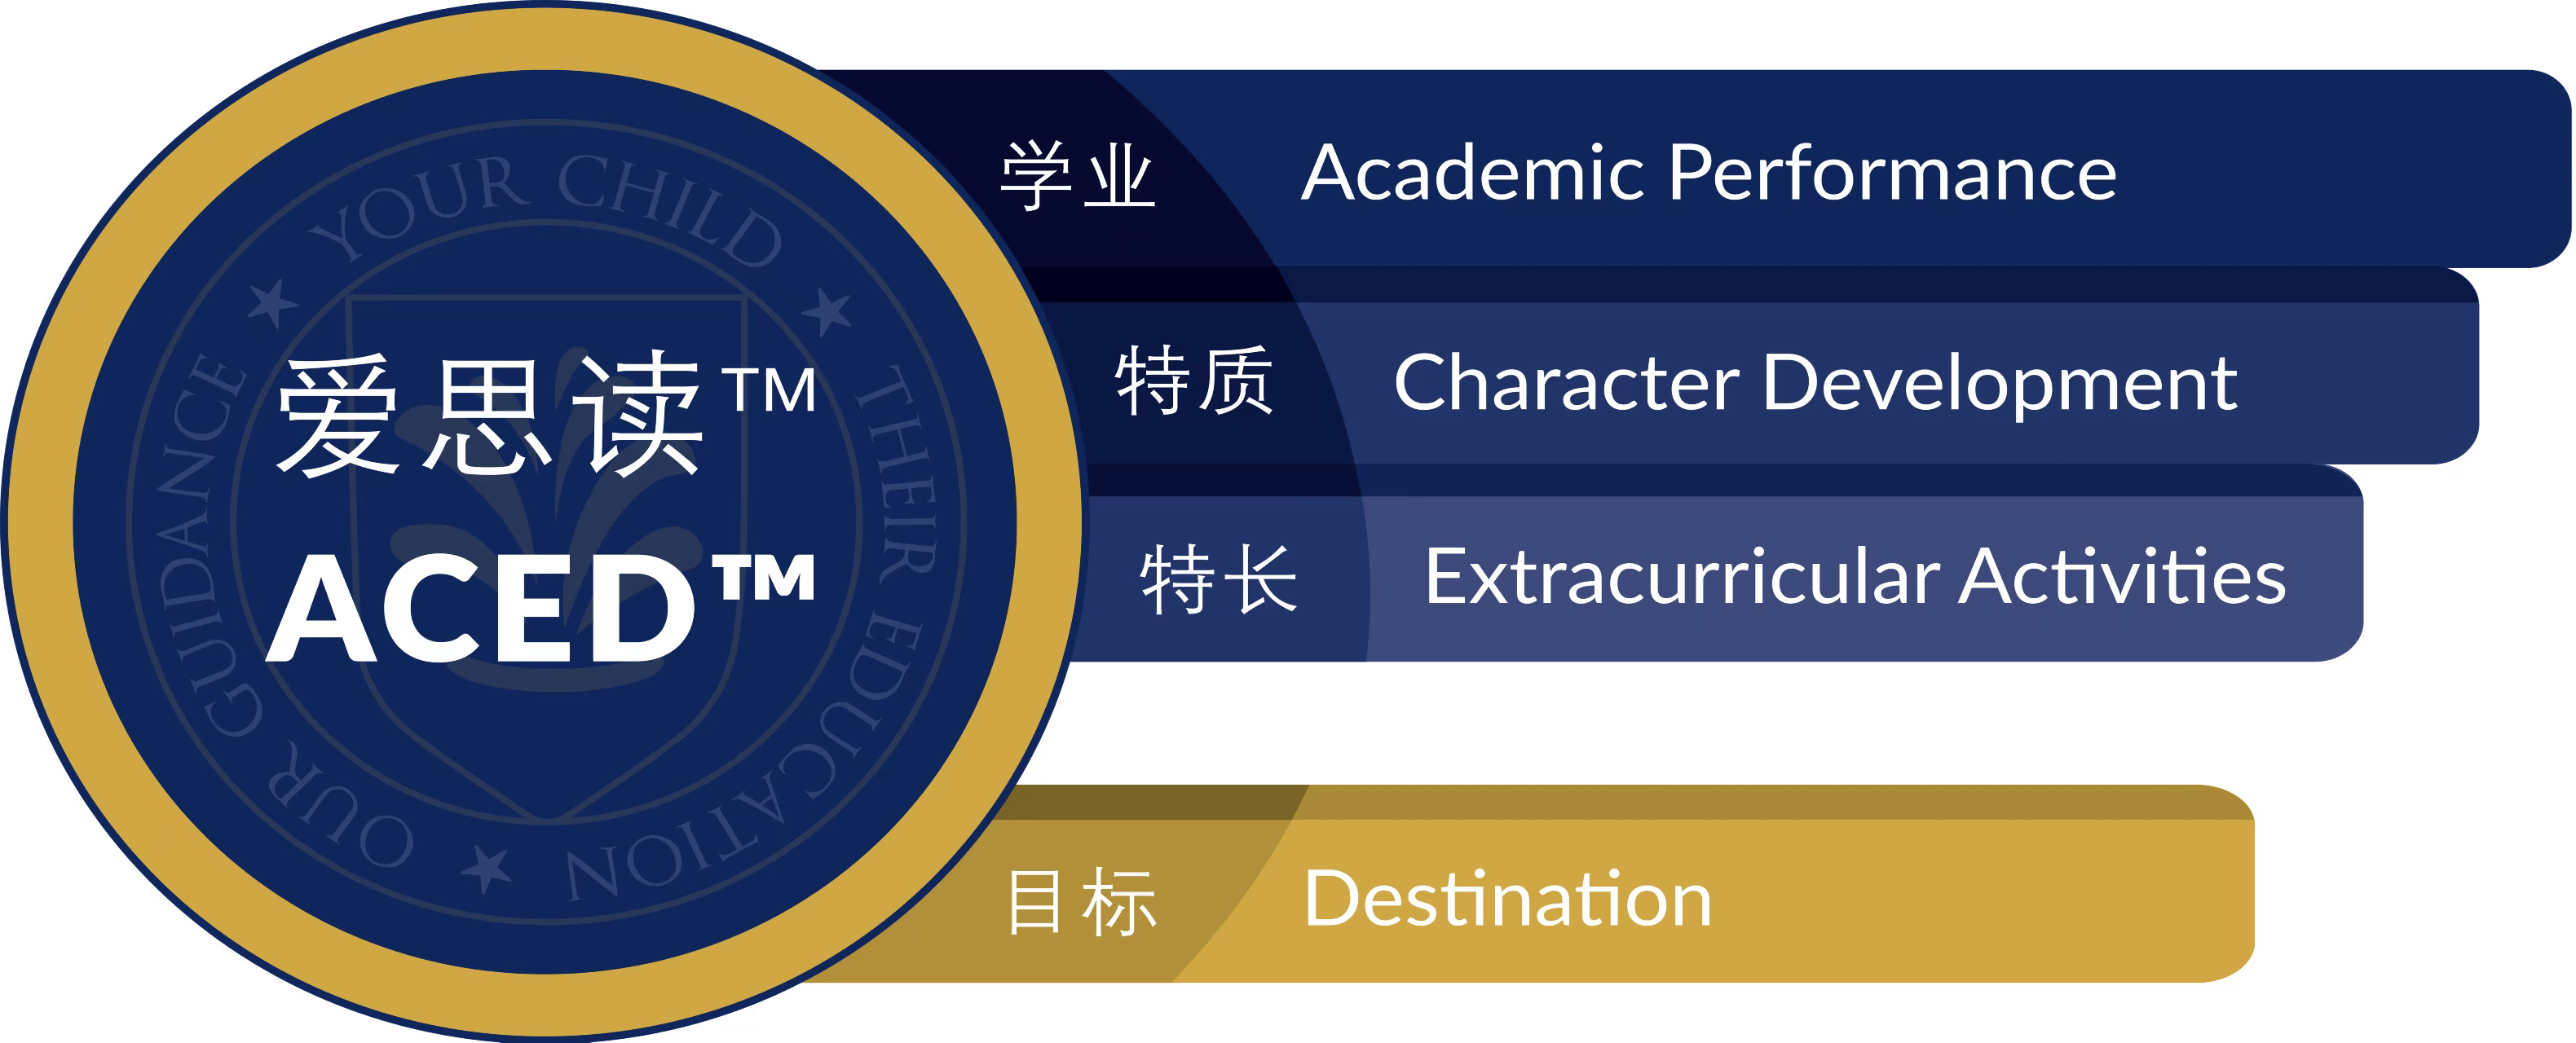 YOUR CHILD ★ THEIR EDUCATION ★ OUR GUIDANCE ★
爱思读™
ACED™
学业 Academic Performance
特质 Character Development
特长 Extracurricular Activities
目标 Destination